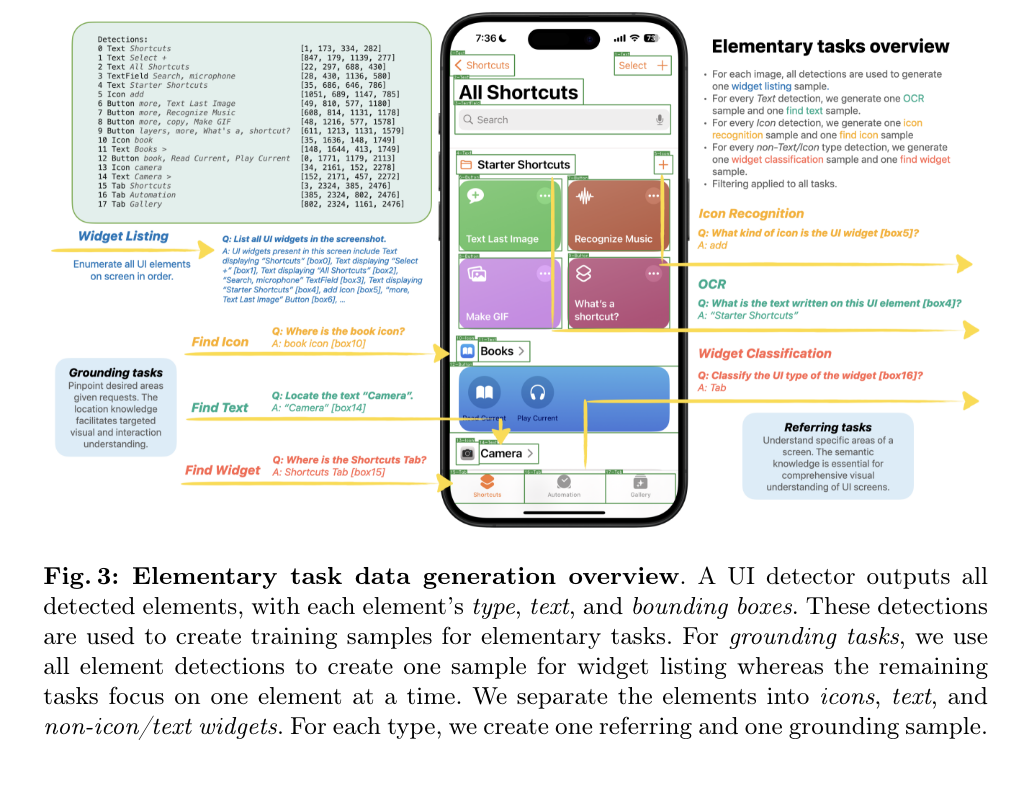 Detections:
0 Text Shortcuts [1, 173, 334, 282]
1 Text Select + [847, 179, 1139, 277]
2 Text All Shortcuts [22, 297, 688, 430]
3 TextField Search, microphone [28, 430, 1136, 580]
4 Text Starter Shortcuts [35, 686, 646, 786]
5 Icon add [1051, 689, 1147, 785]
6 Button more, Text Last Image [49, 810, 577, 1180]
7 Button more, Recognize Music [608, 814, 1131, 1178]
8 Button more, copy, Make GIF [48, 1216, 577, 1578]
9 Button layers, more, What's a, shortcut? [611, 1213, 1131, 1579]
10 Icon book [35, 1636, 148, 1749]
11 Text Books > [148, 1644, 413, 1749]
12 Button book, Read Current, Play Current [0, 1771, 1179, 2113]
13 Icon camera [34, 2161, 152, 2278]
14 Text Camera > [152, 2171, 457, 2272]
15 Tab Shortcuts [3, 2324, 385, 2476]
16 Tab Automation [385, 2324, 802, 2476]
17 Tab Gallery [802, 2324, 1161, 2476]
Widget Listing
Enumerate all UI elements
on screen in order.
Q: List all UI widgets in the screenshot.
A: UI widgets present in this screen include Text
displaying "Shortcuts" [box0], Text displaying "Select
+" [box1], Text displaying "All Shortcuts" [box2],
"Search, microphone" TextField [box3], Text displaying
"Starter Shortcuts" [box4], add Icon [box5], "more,
Text Last Image" Button [box6], ...
Find Icon
Q: Where is the book icon?
A: book Icon [box10]
Grounding tasks
Pinpoint desired areas
given requests. The
location knowledge
facilitates targeted
visual and interaction
understanding.
Find Text
Q: Locate the text "Camera".
A: "Camera" [box14]
Find Widget
Q: Where is the Shortcuts Tab?
A: Shortcuts Tab [box15]
7:36
73
Shortcuts
Select +
All Shortcuts
Search
Starter Shortcuts
Text Last Image
Recognize Music
Make GIF
What's a
shortcut?
Books >
Read Current
Play Current
Camera >
Shortcuts
Automation
Gallery
Elementary tasks overview
• For each image, all detections are used to generate
one widget listing sample.
• For every Text detection, we generate one OCR
sample and one find text sample.
• For every Icon detection, we generate one icon
recognition sample and one find icon sample
• For every non-Text/Icon type detection, we generate
one widget classification sample and one find widget
sample.
• Filtering applied to all tasks.
Icon Recognition
Q: What kind of icon is the UI widget [box5]?
A: add
OCR
Q: What is the text written on this UI element [box4]?
A: "Starter Shortcuts"
Widget Classification
Q: Classify the UI type of the widget [box16]?
A: Tab
Referring tasks
Understand specific areas of a
screen. The semantic
knowledge is essential for
comprehensive visual
understanding of UI screens.
Fig. 3: Elementary task data generation overview. A UI detector outputs all
detected elements, with each element's type, text, and bounding boxes. These detections
are used to create training samples for elementary tasks. For grounding tasks, we use
all element detections to create one sample for widget listing whereas the remaining
tasks focus on one element at a time. We separate the elements into icons, text, and
non-icon/text widgets. For each type, we create one referring and one grounding sample.